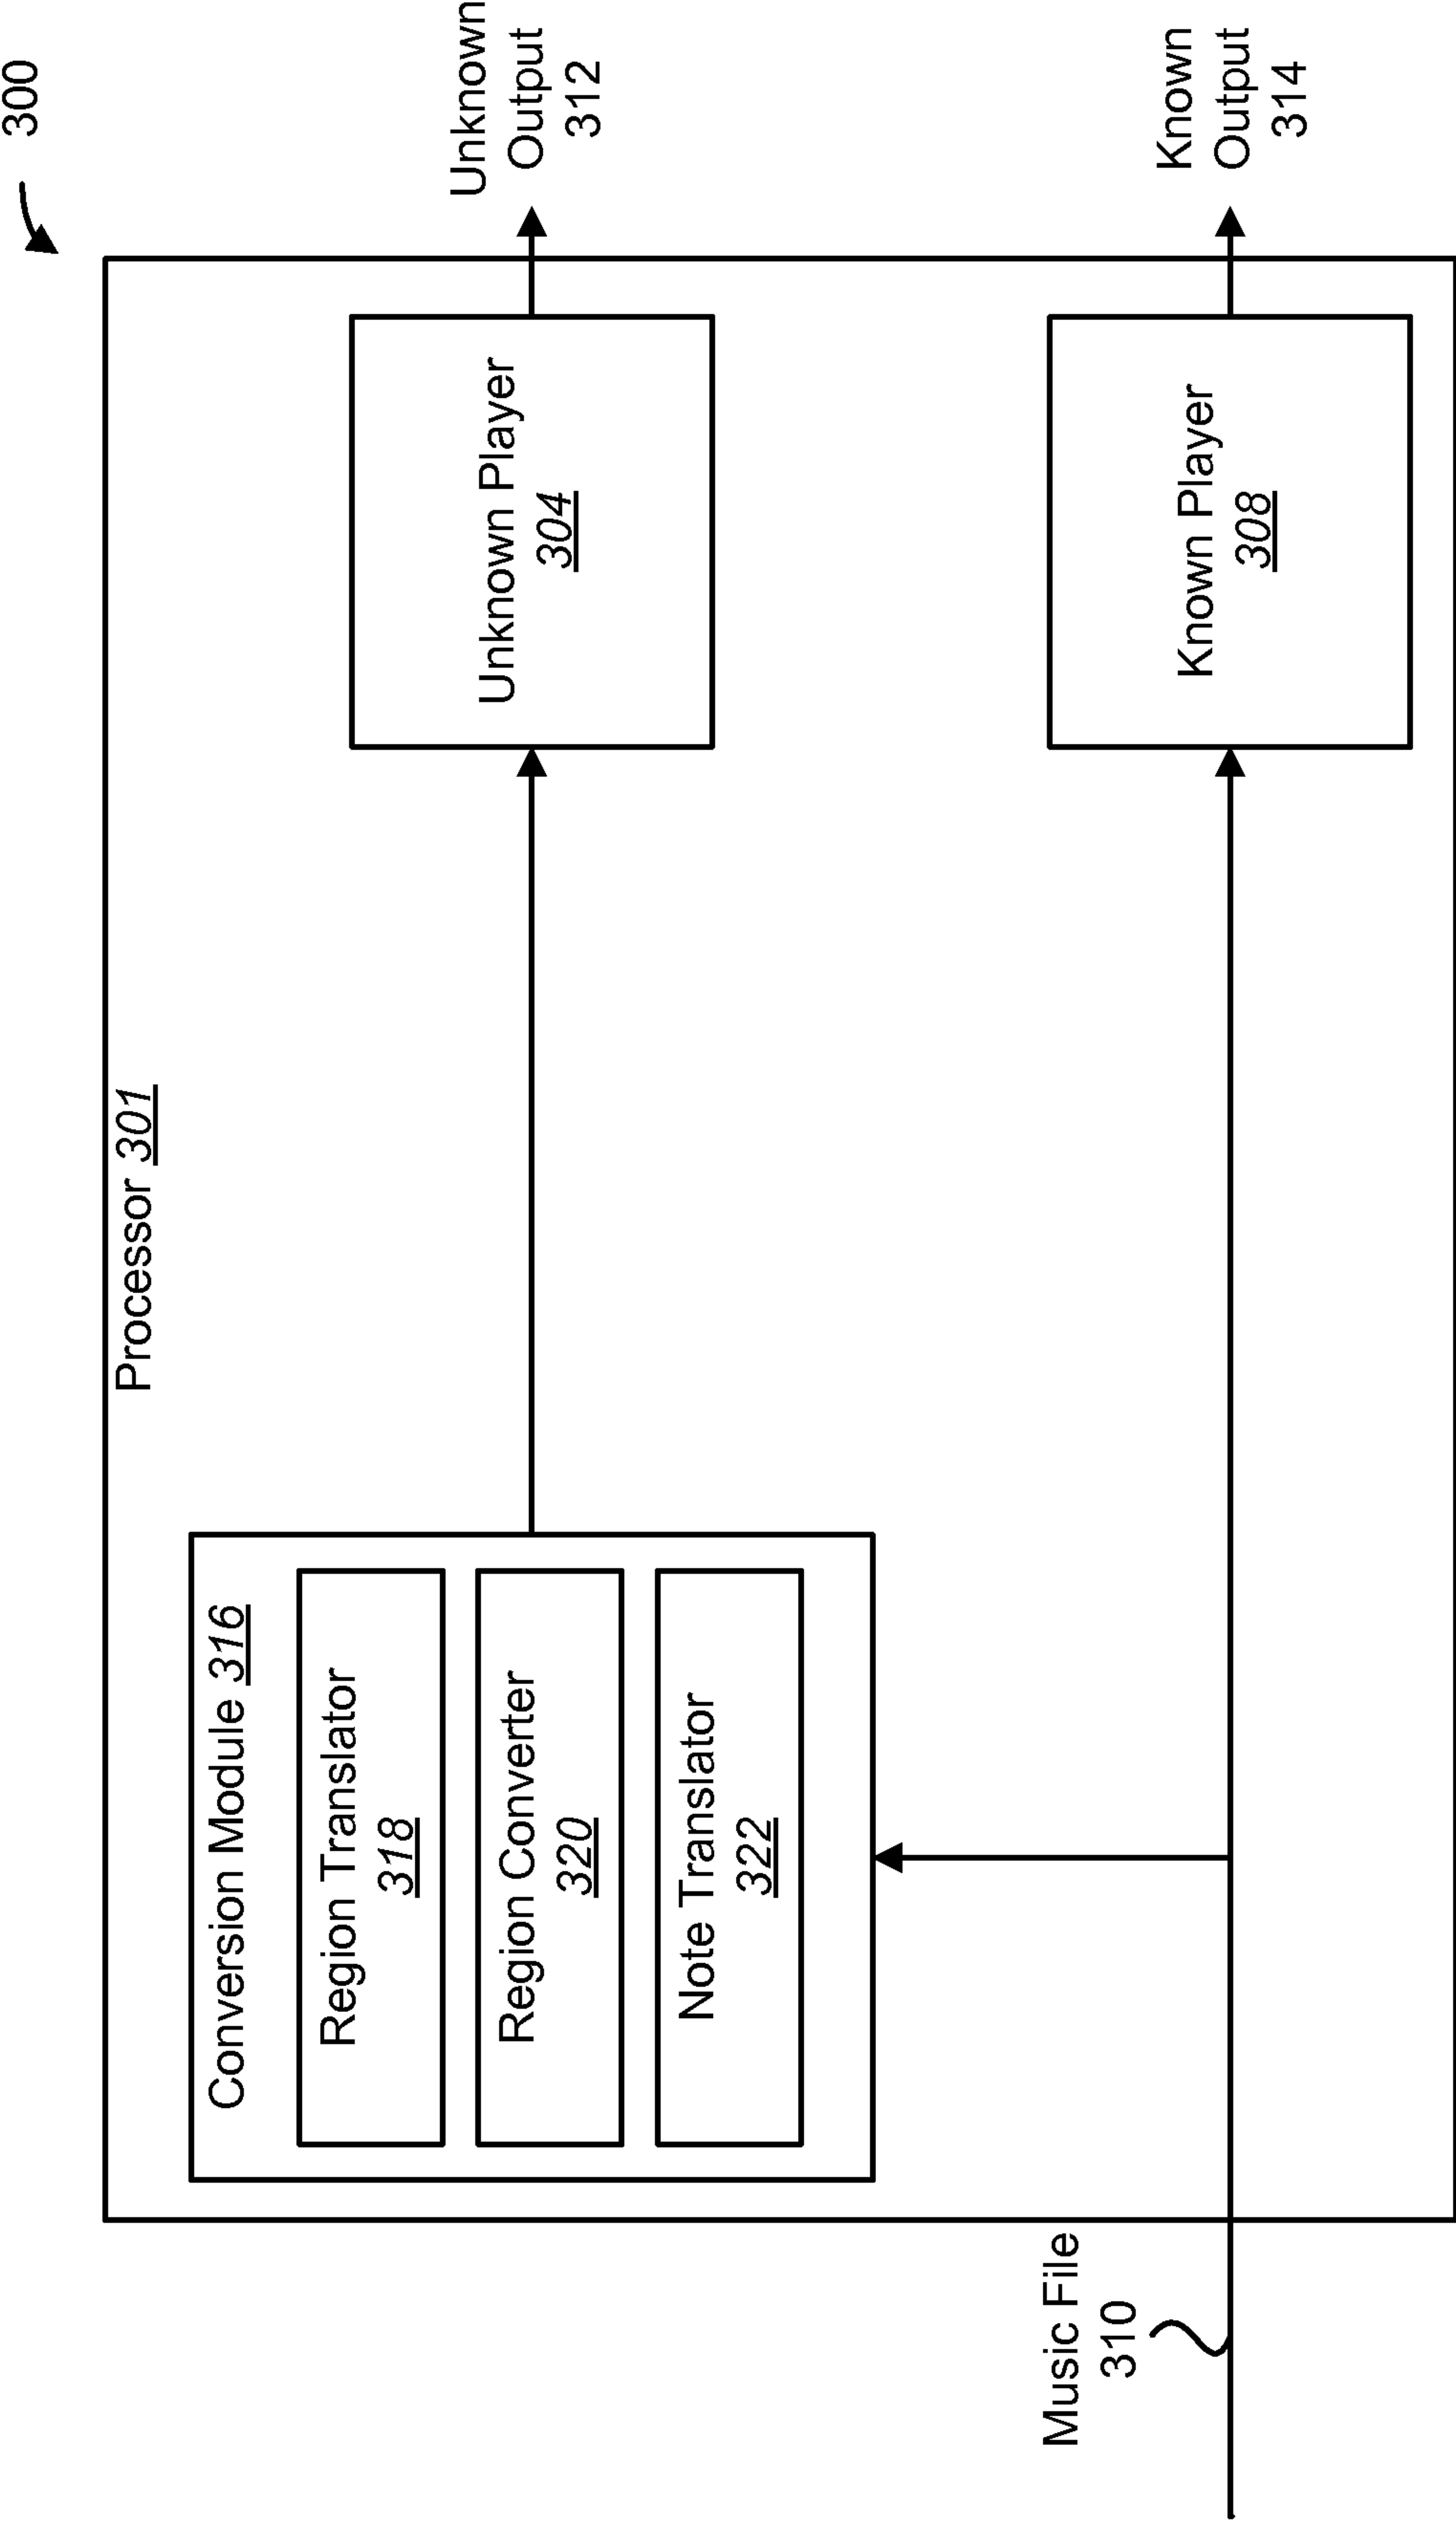 300
Processor 301
Conversion Module 316
Region Translator
318
Region Converter
320
Note Translator
322
Unknown Player
304
Unknown
Output
312
Music File
310
Known Player
308
Known
Output
314